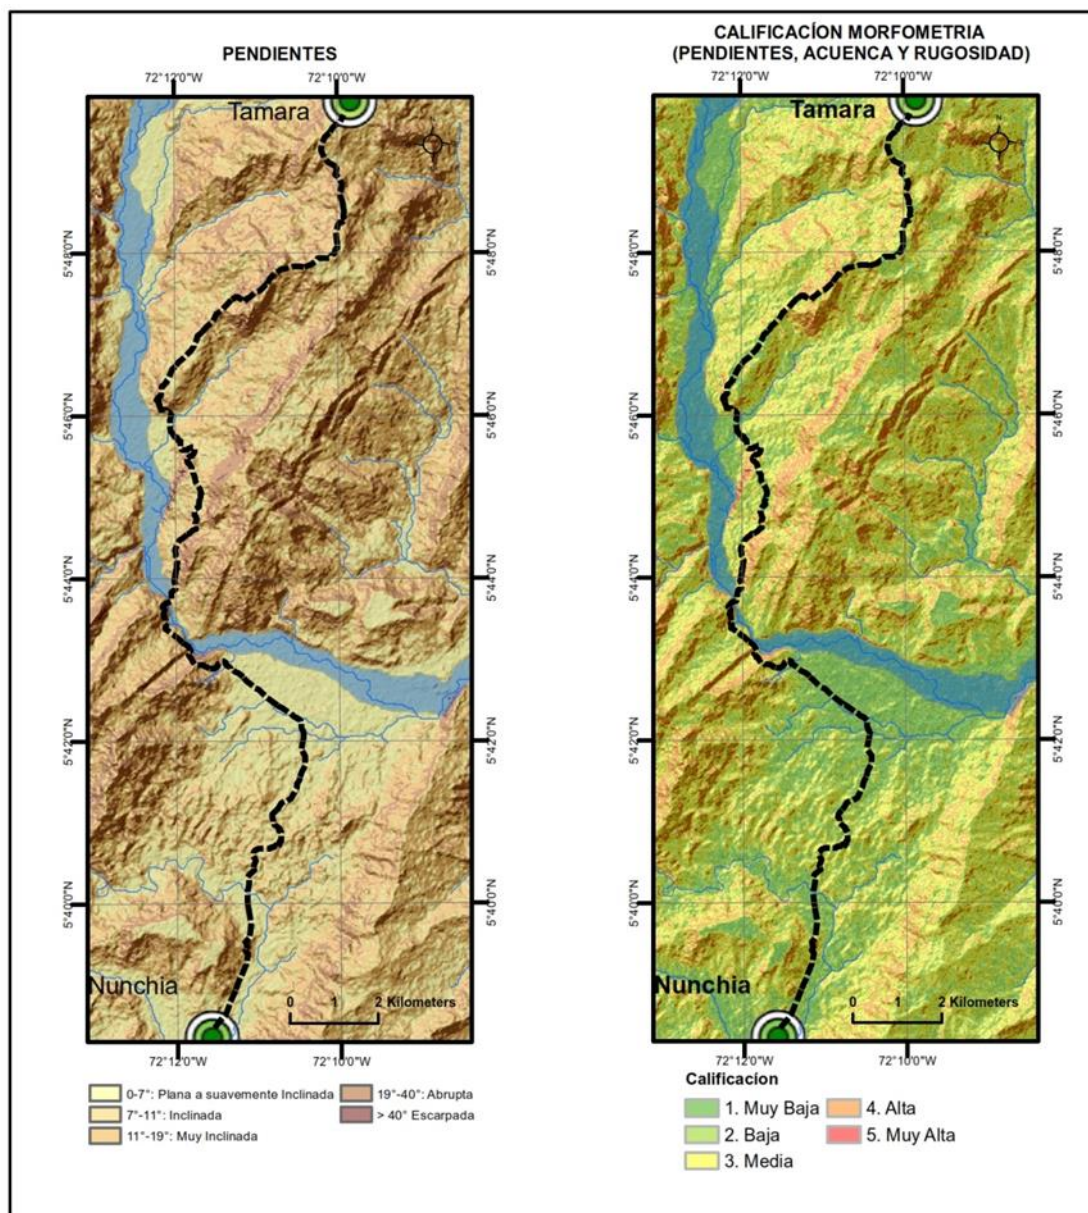 PENDIENTES
72°12'0"W 72°10'0"W
Tamara
N
5°48'0"N 5°48'0"N
5°46'0"N 5°46'0"N
5°44'0"N 5°44'0"N
5°42'0"N 5°42'0"N
5°40'0"N 5°40'0"N
Nunchia
0 1 2 Kilometers
72°12'0"W 72°10'0"W
0-7°: Plana a suavemente Inclinada
7°-11°: Inclinada
11°-19°: Muy Inclinada
19°-40°: Abrupta
> 40° Escarpada
CALIFICACÍON MORFOMETRIA
(PENDIENTES, ACUENCA Y RUGOSIDAD)
72°12'0"W 72°10'0"W
Tamara
N
5°48'0"N 5°48'0"N
5°46'0"N 5°46'0"N
5°44'0"N 5°44'0"N
5°42'0"N 5°42'0"N
5°40'0"N 5°40'0"N
Nunchia
0 1 2 Kilometers
72°12'0"W 72°10'0"W
Calificacíon
1. Muy Baja
2. Baja
3. Media
4. Alta
5. Muy Alta